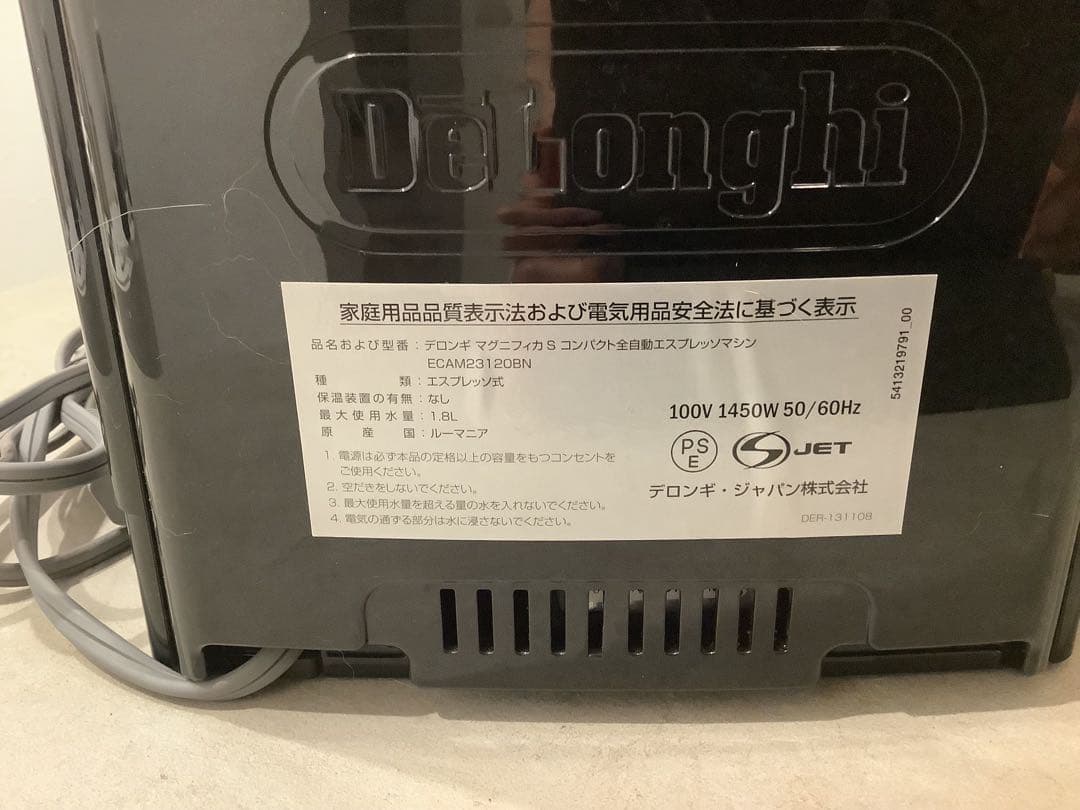 DeLonghi
家庭用品品質表示法および電気用品安全法に基づく表示
品名および型番 : デロンギ マグニフィカ S コンパクト全自動エスプレッソマシン
ECAM23120BN
種 類 : エスプレッソ式
保温装置の有無 : なし
最大使用水量 : 1.8L
原 産 国 : ルーマニア
1. 電源は必ず本品の定格以上の容量をもつコンセントを
ご使用ください。
2. 空だきをしないでください。
3. 最大使用水量を超える量の水を入れないでください。
4. 電気の通ずる部分は水に浸さないでください。
100V 1450W 50/60Hz
PS
E
S JET
デロンギ・ジャパン株式会社
DER-131108
5413219791_00